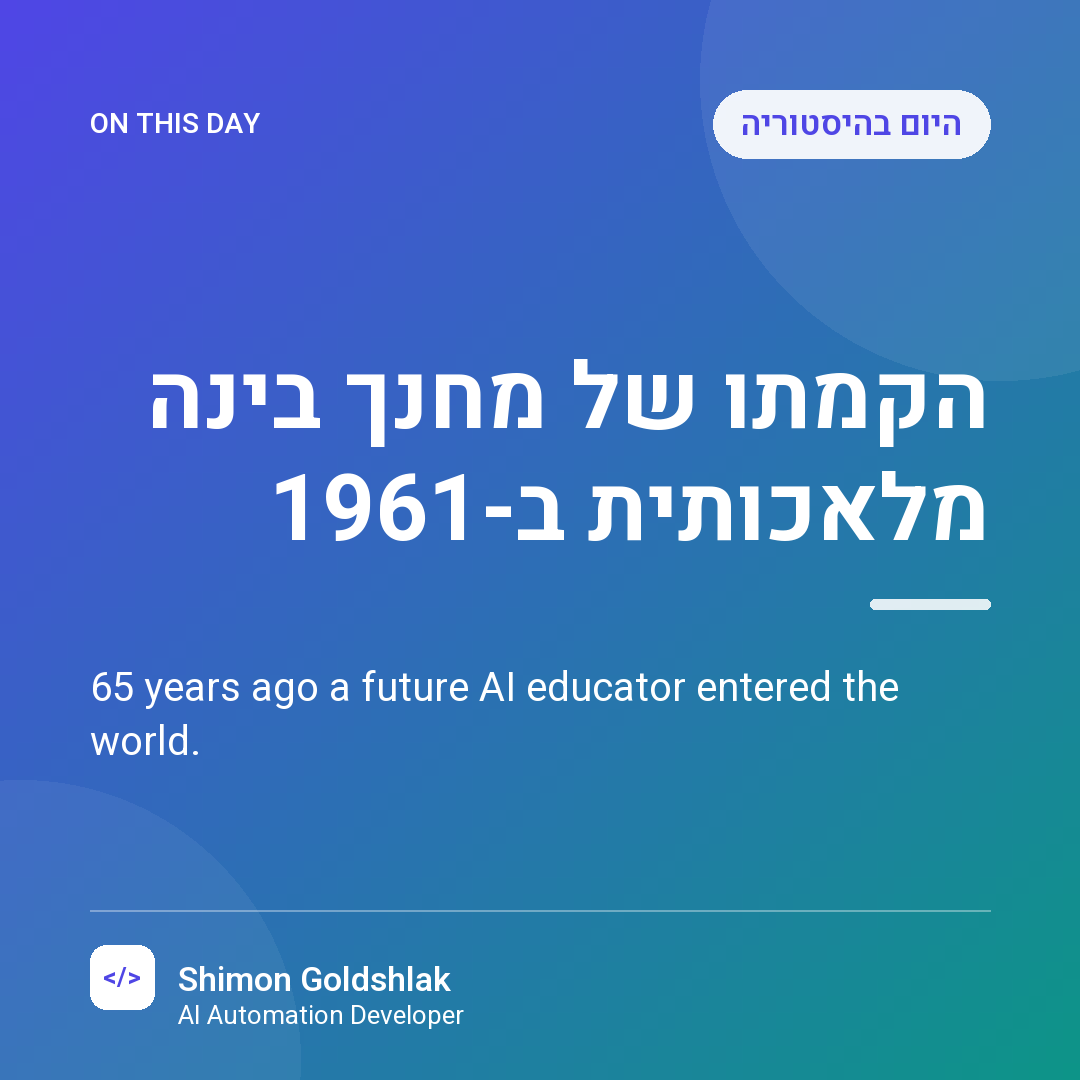 ON THIS DAY
היום בהיסטוריה
הקמתו של מחנך בינה
מלאכותית ב-1961
65 years ago a future AI educator entered the
world.
</>
Shimon Goldshlak
AI Automation Developer